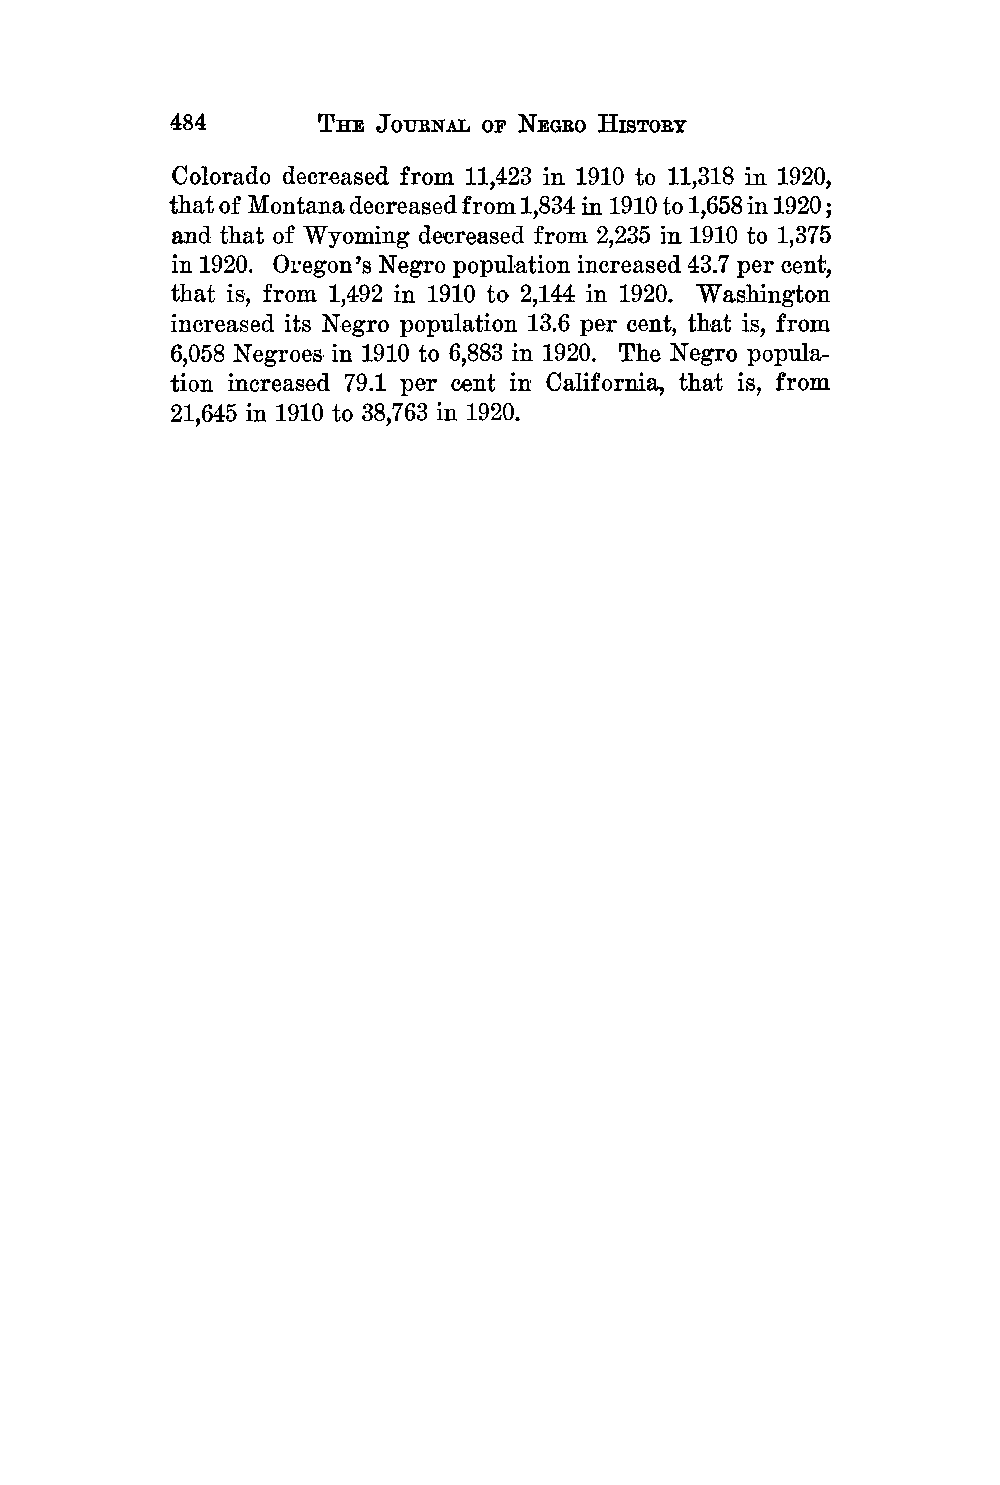 484 THE JOURNAL OF NEGRO HISTORY
Colorado decreased from 11,423 in 1910 to 11,318 in 1920,
that of Montana decreased from 1,834 in 1910 to 1,658 in 1920;
and that of Wyoming decreased from 2,235 in 1910 to 1,375
in 1920. Oregon's Negro population increased 43.7 per cent,
that is, from 1,492 in 1910 to 2,144 in 1920. Washington
increased its Negro population 13.6 per cent, that is, from
6,058 Negroes in 1910 to 6,883 in 1920. The Negro popula-
tion increased 79.1 per cent in California, that is, from
21,645 in 1910 to 38,763 in 1920.